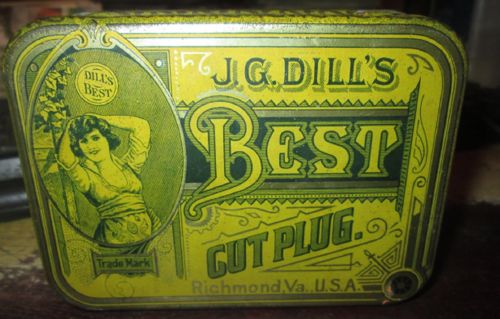 DILL'S
BEST
J.G. DILL'S
BEST
CUT PLUG.
Trade Mark
Richmond, Va., U.S.A.